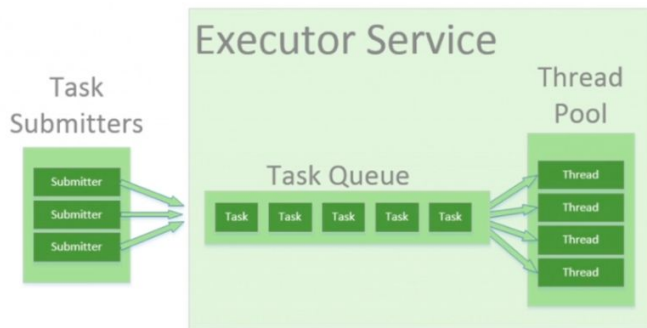 Executor Service
Task
Submitters
Submitter
Submitter
Submitter
Task Queue
Task Task Task Task Task
Thread
Pool
Thread
Thread
Thread
Thread